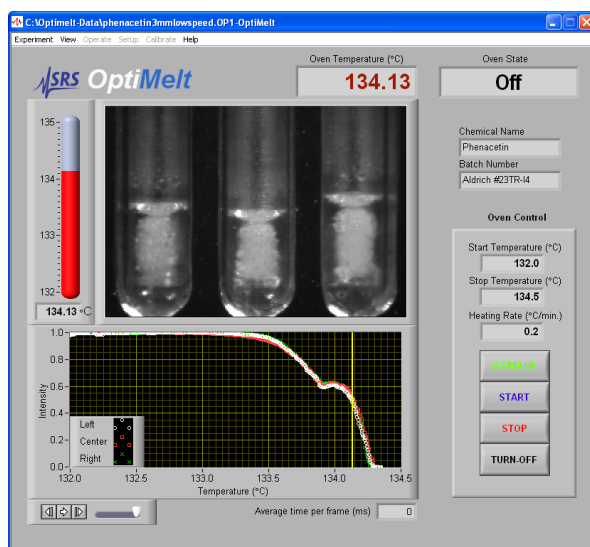 C:\Optimelt-Data\phenacetin3mmlowspeed.OP1-OptiMelt
Experiment View Operate Setup Calibrate Help
SRS OptiMelt
Oven Temperature (°C)
134.13
Oven State
Off
135
134
133
132
134.13 °C
Chemical Name
Phenacetin
Batch Number
Aldrich #23TR-I4
Oven Control
Start Temperature (°C)
132.0
Stop Temperature (°C)
134.5
Heating Rate (°C/min.)
0.2
WARM-UP
START
STOP
TURN-OFF
Intensity
1.0
0.8
0.6
0.4
0.2
0.0
Left
Center
Right
132.0 132.5 133.0 133.5 134.0 134.5
Temperature (°C)
Average time per frame (ms) 0